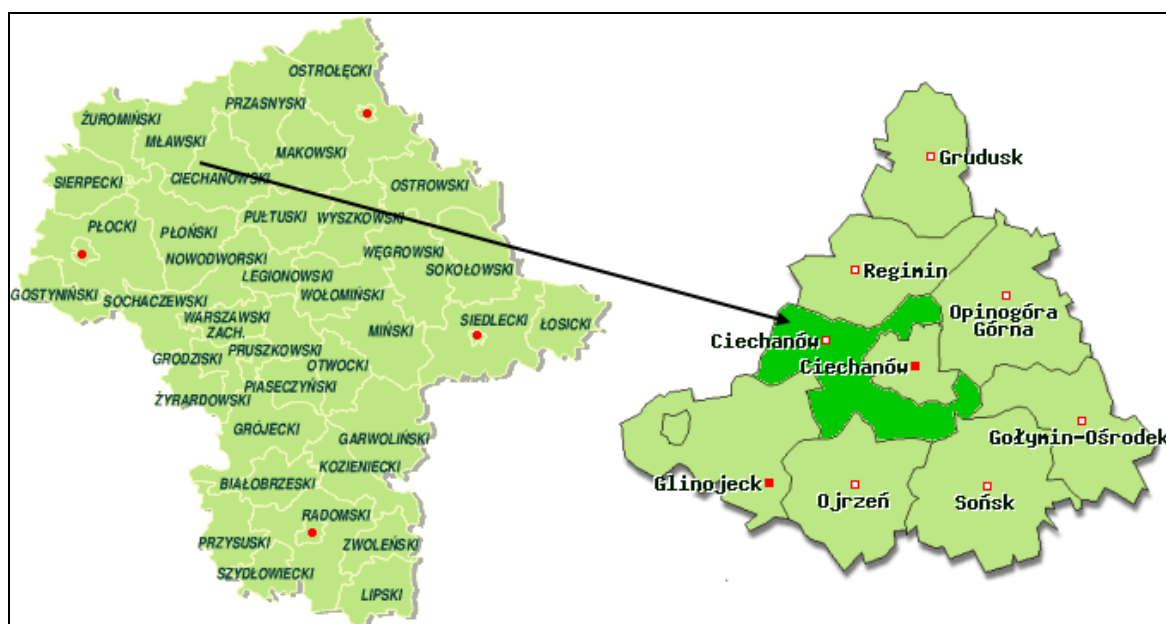 OSTROŁĘCKI
PRZASNYSKI
ŻUROMIŃSKI
MŁAWSKI
MAKOWSKI
CIECHANOWSKI
SIERPECKI
OSTROWSKI
PŁOCKI
PŁOŃSKI
PUŁTUSKI
WYSZKOWSKI
WĘGROWSKI
NOWODWORSKI
LEGIONOWSKI
SOKOŁOWSKI
GOSTYNIŃSKI
SOCHACZEWSKI
WOŁOMIŃSKI
WARSZAWSKI
ZACH.
MIŃSKI
SIEDLECKI
ŁOSICKI
GRODZISKI
PRUSZKOWSKI
OTWOCKI
PIASECZYŃSKI
ŻYRARDOWSKI
GRÓJECKI
GARWOLIŃSKI
KOZIENICKI
BIAŁOBRZESKI
RADOMSKI
PRZYSUSKI
ZWOLEŃSKI
SZYDŁOWIECKI
LIPSKI
Grudusk
Regimin
Opinogóra
Górna
Ciechanów
Ciechanów
Gołymin-Ośrodek
Glinojeck
Ojrzeń
Sońsk